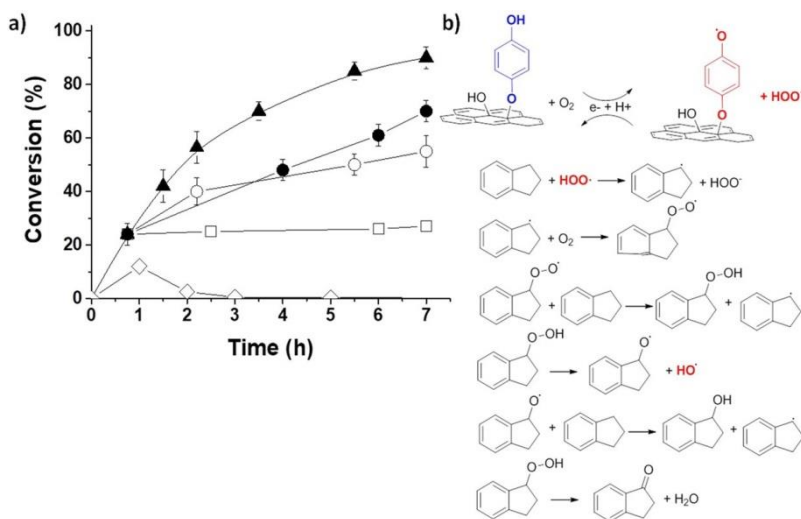 a)
100
80
60
40
20
0
Conversion (%)
0 1 2 3 4 5 6 7
Time (h)
b)
OH
O
HO
+ O2
e- + H+
O·
O
HO
+ HOO·
+ HOO· + HOO-
· + O2 O-O·
O-O· + O-OH + ·
O-OH O· + HO·
O· + OH + ·
O-OH O + H2O